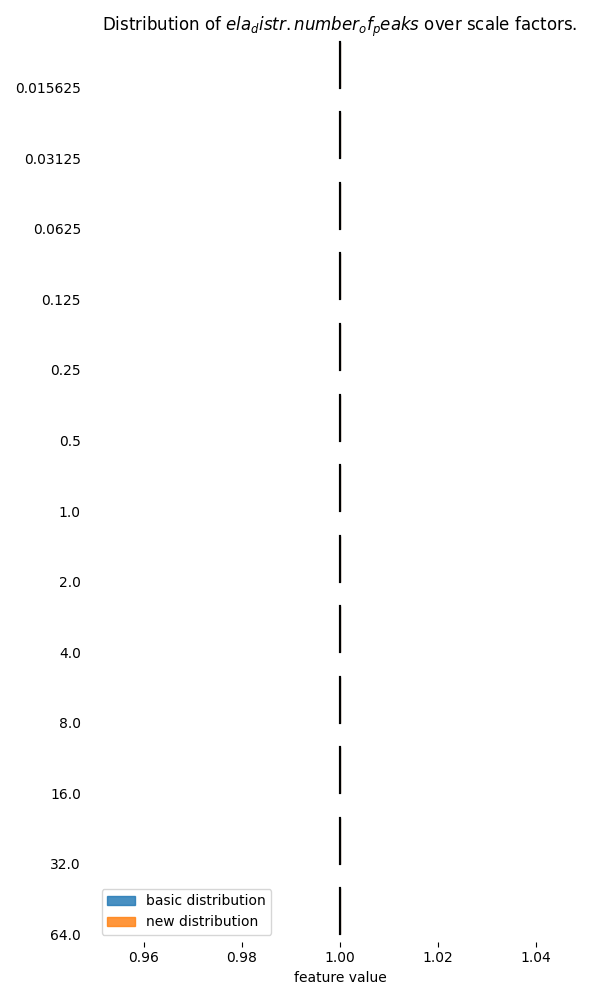 Distribution of ela_distr.number_of_peaks over scale factors.
0.015625
0.03125
0.0625
0.125
0.25
0.5
1.0
2.0
4.0
8.0
16.0
32.0
basic distribution
new distribution
64.0
0.96 0.98 1.00 1.02 1.04
feature value